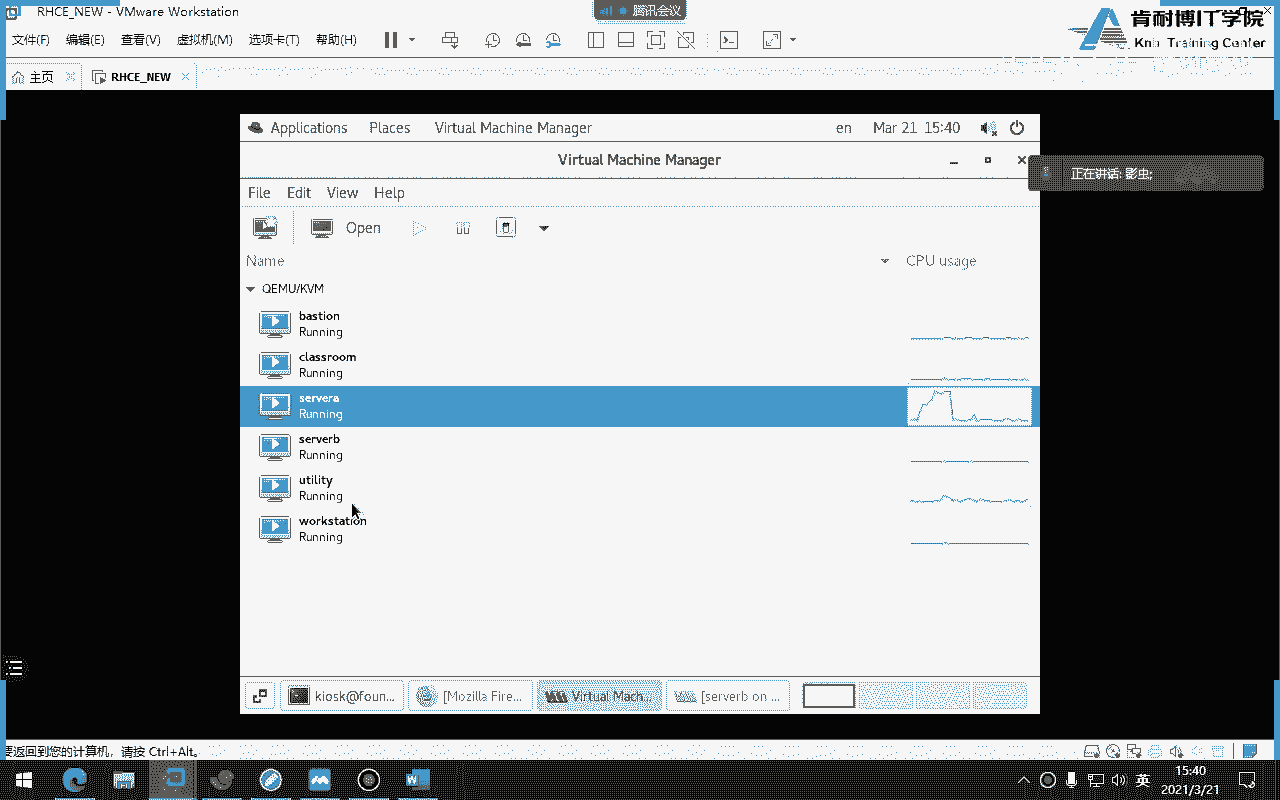 RHCE_NEW - VMware Workstation
腾讯会议
肯耐博IT学院
Knb Training Center
文件(F) 编辑(E) 查看(V) 虚拟机(M) 选项卡(T) 帮助(H)
主页 RHCE_NEW
Applications Places Virtual Machine Manager en Mar 21 15:40
Virtual Machine Manager
正在讲话: 影虫;
File Edit View Help
Open
Name CPU usage
QEMU/KVM
bastion
Running
classroom
Running
servera
Running
serverb
Running
utility
Running
workstation
Running
kiosk@foun... [Mozilla Fire... Virtual Mach... [serverb on ...
要返回到您的计算机，请按 Ctrl+Alt。
英
15:40
2021/3/21